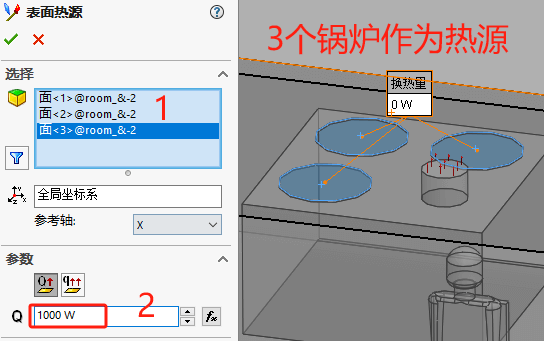 表面热源
3个锅炉作为热源
选择
面<1>@room_&-2
面<2>@room_&-2
面<3>@room_&-2
1
换热量
0 W
全局坐标系
参考轴:
X
参数
Q
1000 W
2
fx